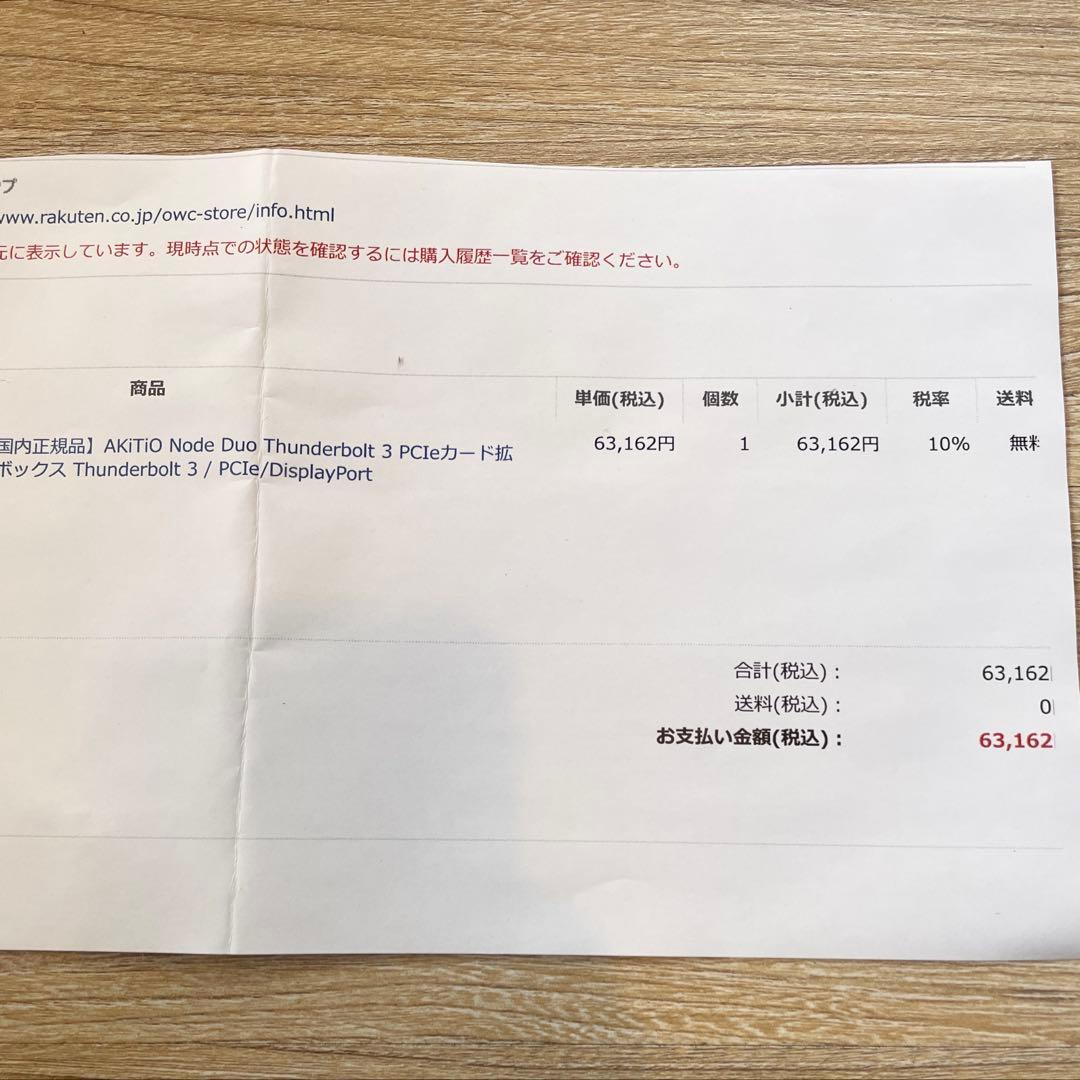 プ
www.rakuten.co.jp/owc-store/info.html
元に表示しています。現時点での状態を確認するには購入履歴一覧をご確認ください。
商品 単価(税込) 個数 小計(税込) 税率 送料
国内正規品】AKiTiO Node Duo Thunderbolt 3 PCIeカード拡 63,162円 1 63,162円 10% 無料
ボックス Thunderbolt 3 / PCIe/DisplayPort
合計(税込)： 63,162
送料(税込)： 0
お支払い金額(税込)： 63,162